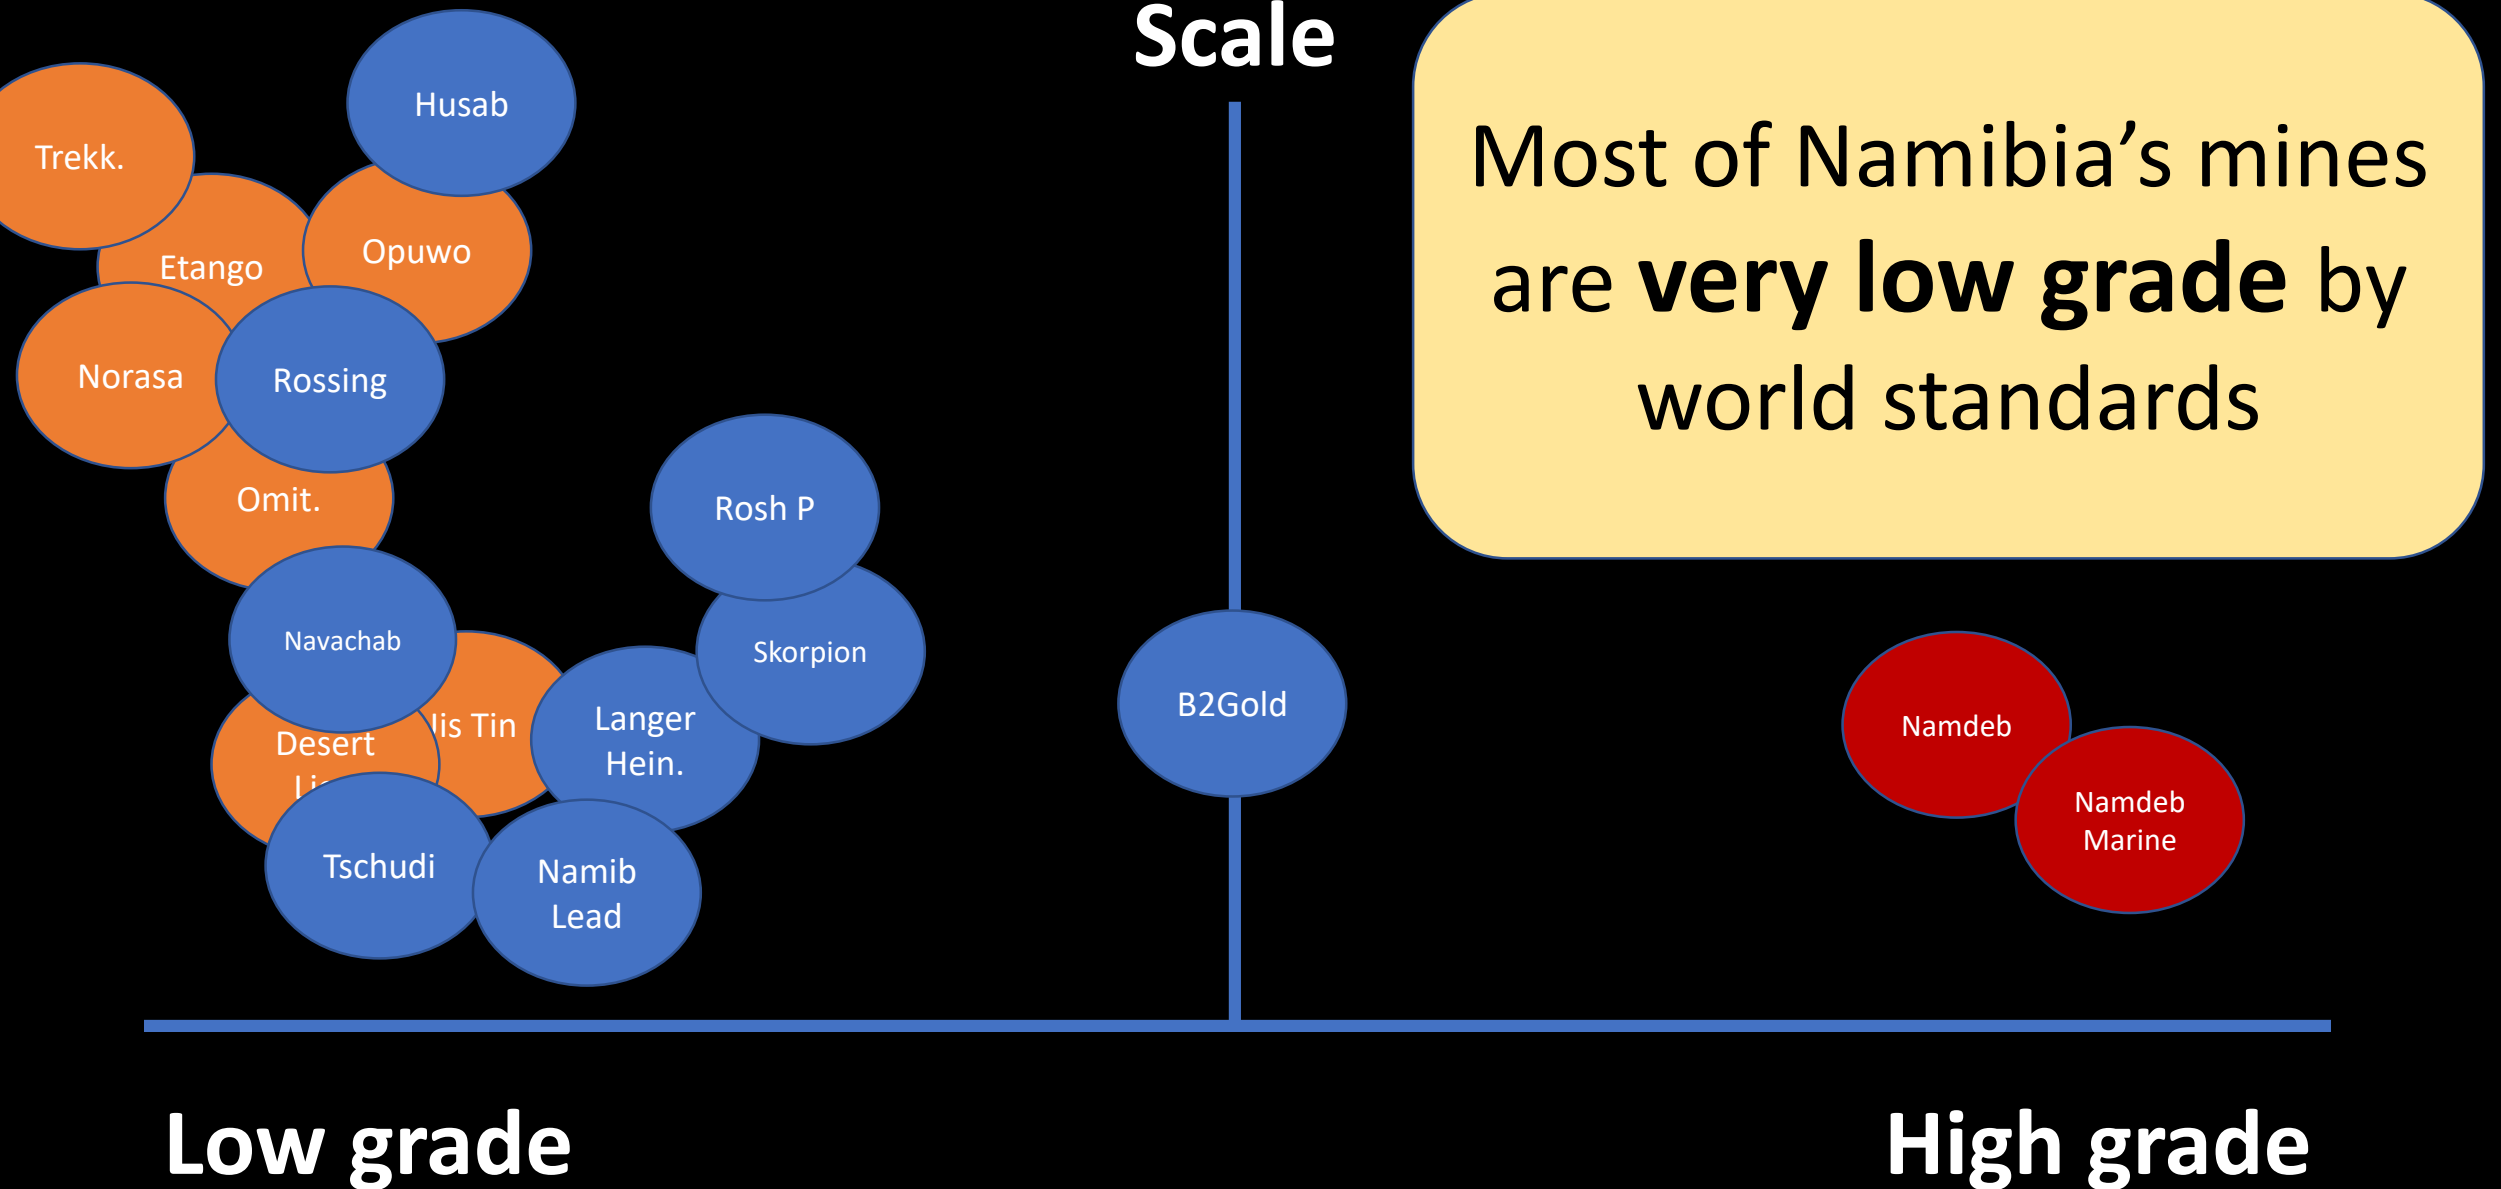 Scale
Husab
Trekk.
Most of Namibia’s mines
are very low grade by
world standards
Opuwo
Etango
Norasa
Rossing
Omit.
Rosh P
Navachab
Skorpion
B2Gold
Langer
Hein.
Tin
Desert
Namdeb
Namdeb
Marine
Tschudi
Namib
Lead
Low grade
High grade